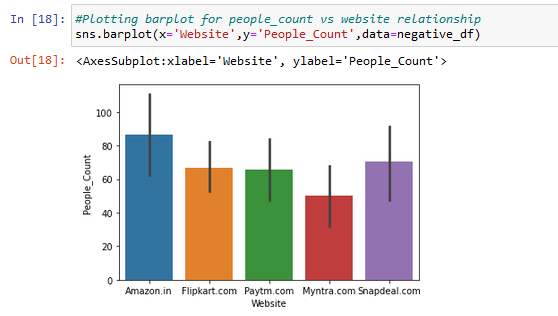 In [18]: #Plotting barplot for people_count vs website relationship
sns.barplot(x='Website',y='People_Count',data=negative_df)
Out[18]: <AxesSubplot:xlabel='Website', ylabel='People_Count'>
100
80
60
40
20
0
People_Count
Amazon.in Flipkart.com Paytm.com Myntra.com Snapdeal.com
Website